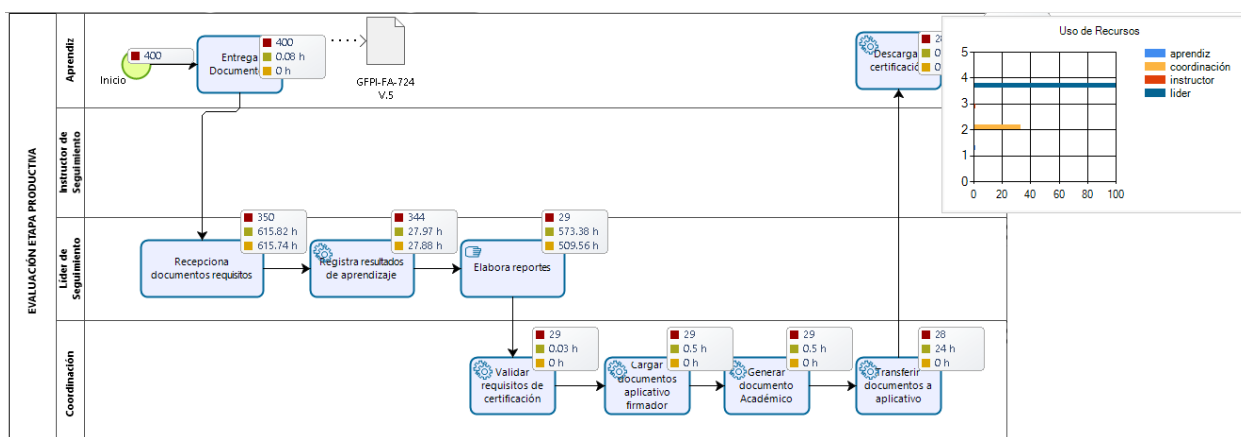 EVALUACIÓN ETAPA PRODUCTIVA
Aprendiz
400
Inicio
Entrega
Document
400
0.08 h
0 h
GFPI-FA-724
V.5
Descargar
certificación
28
Uso de Recursos
5
4
3
2
1
0
0
20
40
60
80
100
aprendiz
coordinación
instructor
lider
Instructor de
Seguimiento
Líder de
Seguimiento
350
615.82 h
615.74 h
Recepciona
documentos requisitos
344
27.97 h
27.88 h
Registra resultados
de aprendizaje
29
573.38 h
509.56 h
Elabora reportes
Coordinación
29
0.03 h
0 h
Validar
requisitos de
certificación
29
0.5 h
0 h
Cargar
documentos
aplicativo
firmador
29
0.5 h
0 h
Generar
documento
Académico
28
24 h
0 h
Transferir
documentos a
aplicativo